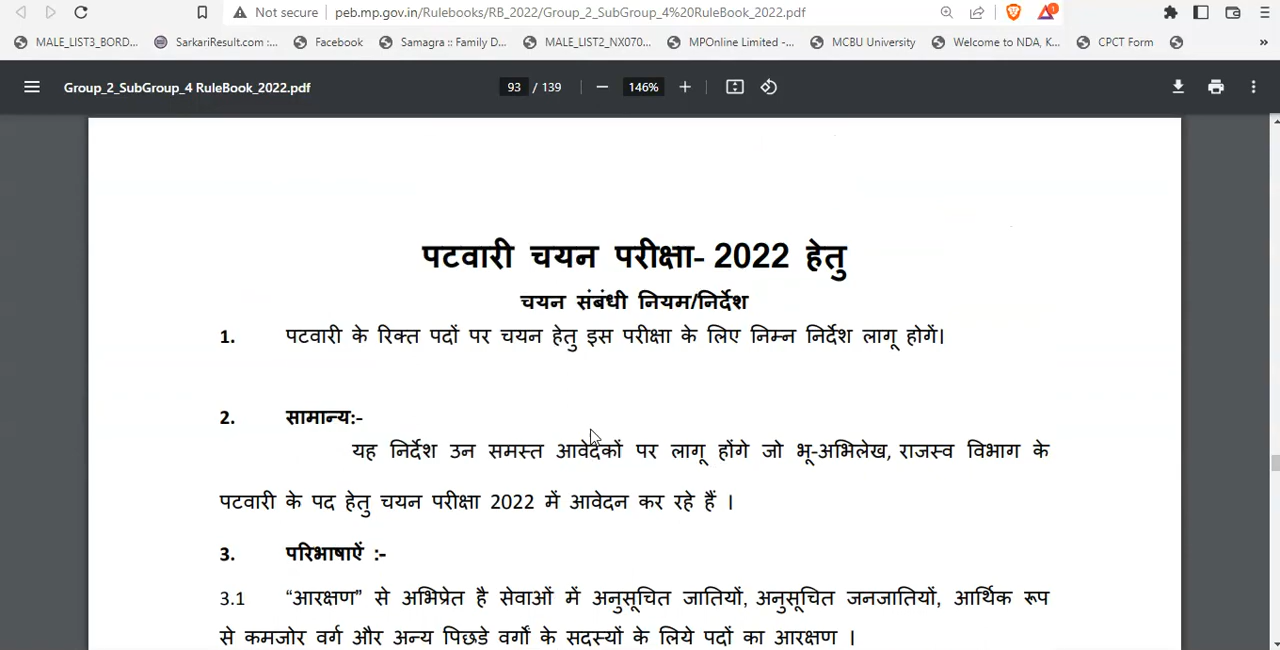 Not secure peb.mp.gov.in/Rulebooks/RB_2022/Group_2_SubGroup_4%20RuleBook_2022.pdf 1
MALE_LIST3_BORD... SarkariResult.com :... Facebook Samagra :: Family D... MALE_LIST2_NX070... MPOnline Limited -... MCBU University Welcome to NDA, K... CPCT Form »
Group_2_SubGroup_4 RuleBook_2022.pdf 93 / 139 146%
पटवारी चयन परीक्षा- 2022 हेतु
चयन संबंधी नियम/निर्देश
1. पटवारी के रिक्त पदों पर चयन हेतु इस परीक्षा के लिए निम्न निर्देश लागू होगें।
2. सामान्य:-
यह निर्देश उन समस्त आवेदकों पर लागू होंगे जो भू-अभिलेख, राजस्व विभाग के
पटवारी के पद हेतु चयन परीक्षा 2022 में आवेदन कर रहे हैं ।
3. परिभाषाऐं :-
3.1 “आरक्षण” से अभिप्रेत है सेवाओं में अनुसूचित जातियों, अनुसूचित जनजातियों, आर्थिक रूप
से कमजोर वर्ग और अन्य पिछडे वर्गों के सदस्यों के लिये पदों का आरक्षण ।